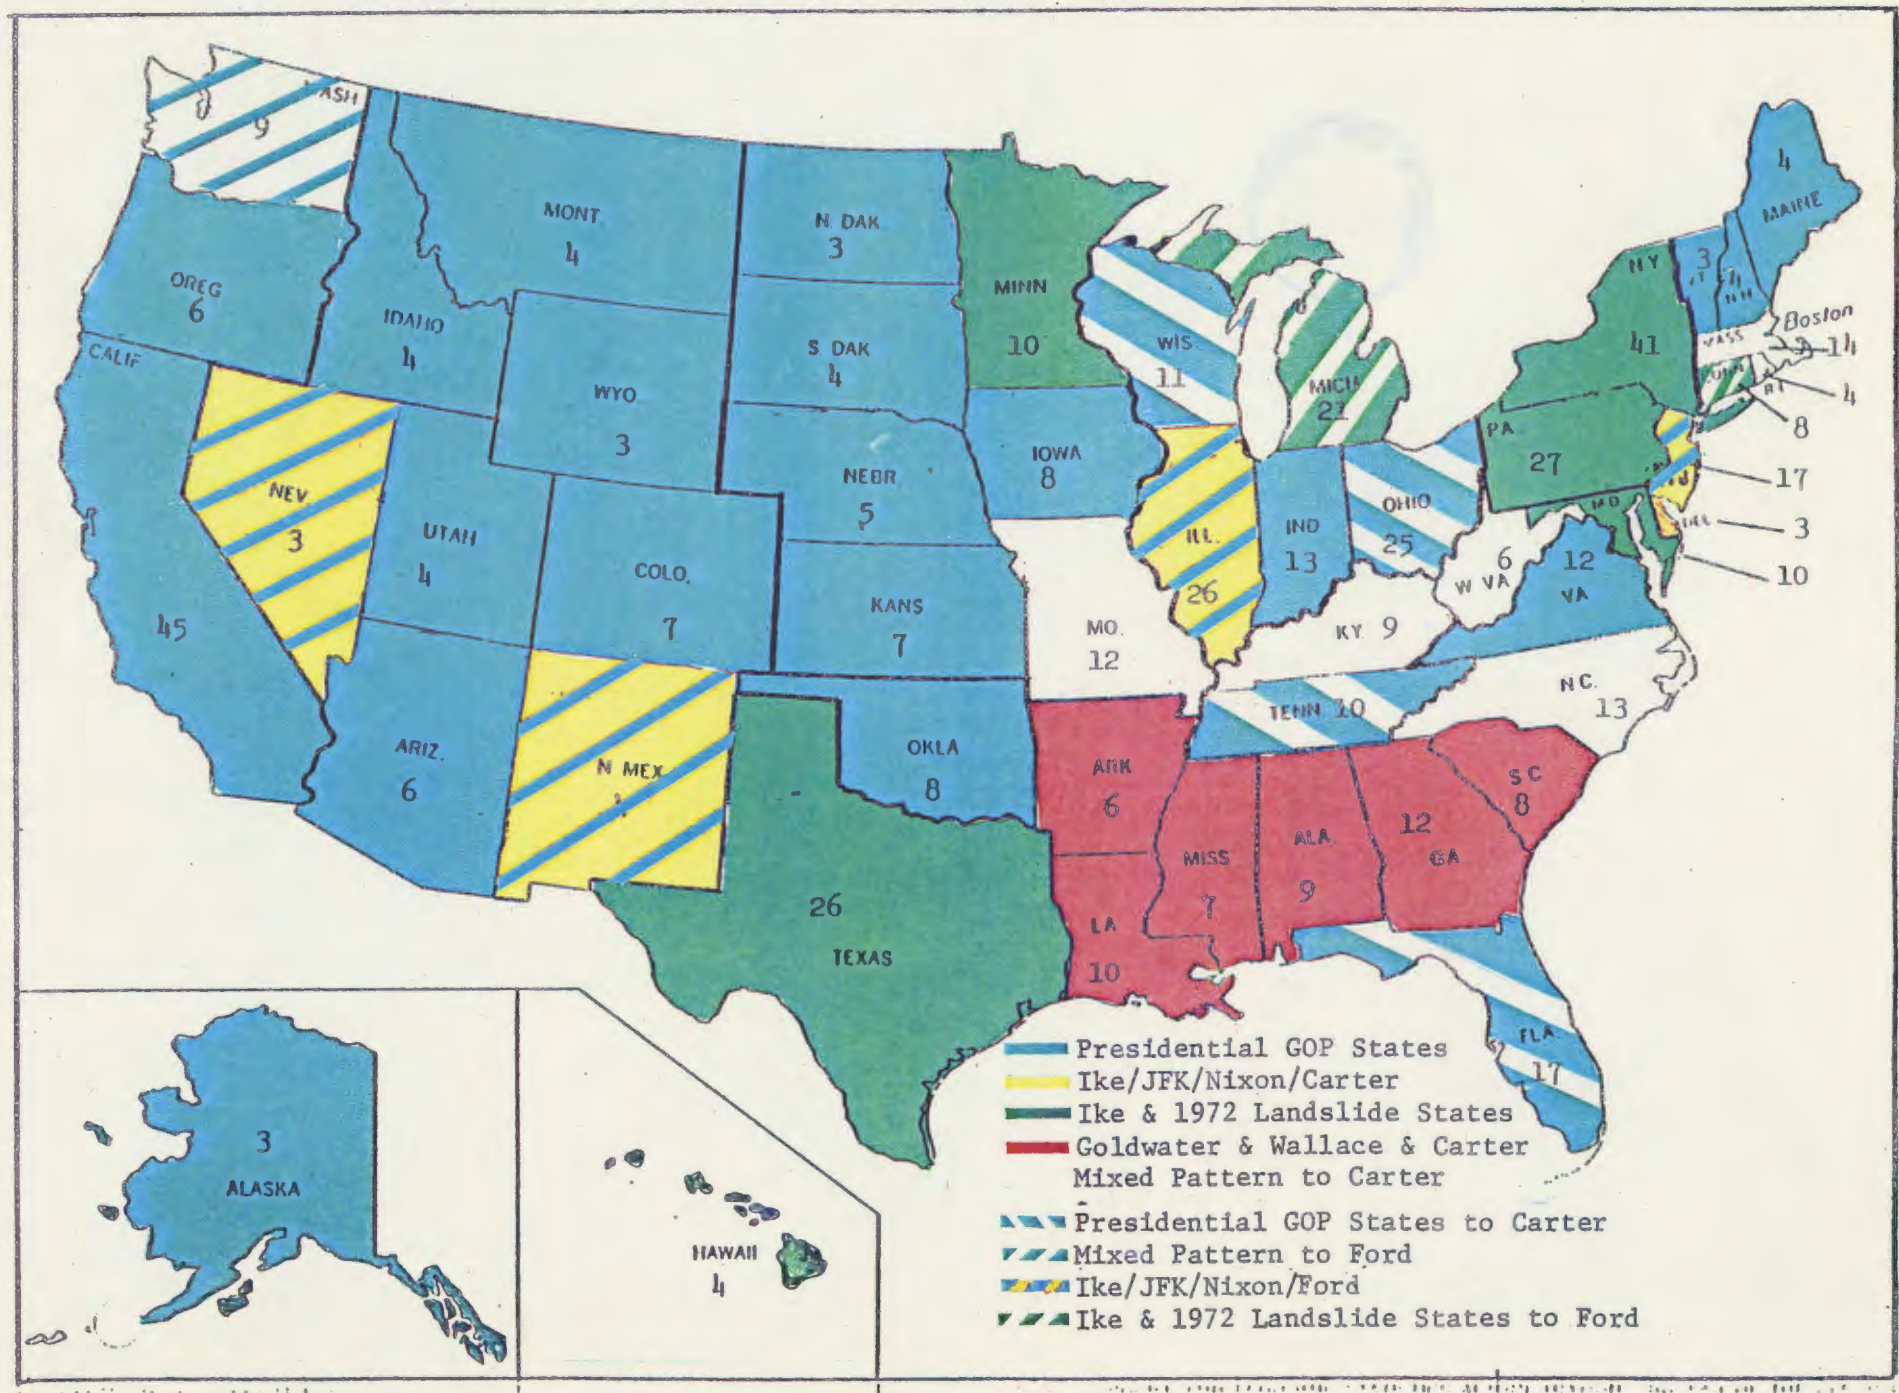 ASH
9
OREG
6
CALIF
45
NEV.
3
IDAHO
4
MONT.
4
WYO
3
UTAH
4
COLO.
7
ARIZ.
6
N MEX
N. DAK
3
S. DAK
4
NEBR
5
KANS
7
OKLA
8
26
TEXAS
MINN
10
IOWA
8
MO.
12
ARK
6
LA
10
WIS
11
ILL.
26
MICH
21
IND
13
OHIO
25
KY. 9
TENN 10
MISS
7
ALA.
9
12
GA
FLA.
17
S C
8
N C.
13
12
VA
6
W VA
PA
27
N Y
41
3
N H
4
MAINE
Boston
MASS
14
R I
4
8
N J
17
DEL
3
MD
10
3
ALASKA
HAWAII
4
Presidential GOP States
Ike/JFK/Nixon/Carter
Ike & 1972 Landslide States
Goldwater & Wallace & Carter
Mixed Pattern to Carter
Presidential GOP States to Carter
Mixed Pattern to Ford
Ike/JFK/Nixon/Ford
Ike & 1972 Landslide States to Ford